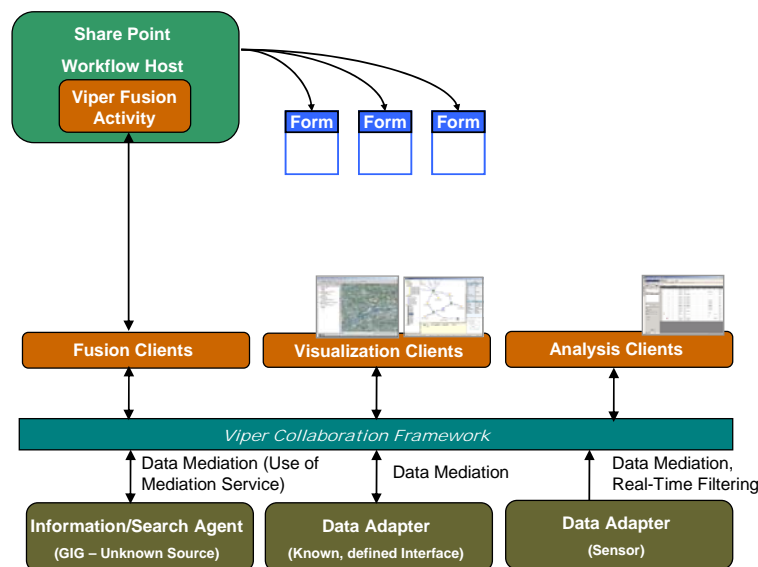 Share Point
Workflow Host
Viper Fusion
Activity
Form
Form
Form
Fusion Clients
Visualization Clients
Analysis Clients
Viper Collaboration Framework
Data Mediation (Use of
Mediation Service)
Data Mediation
Data Mediation,
Real-Time Filtering
Information/Search Agent
(GIG – Unknown Source)
Data Adapter
(Known, defined Interface)
Data Adapter
(Sensor)